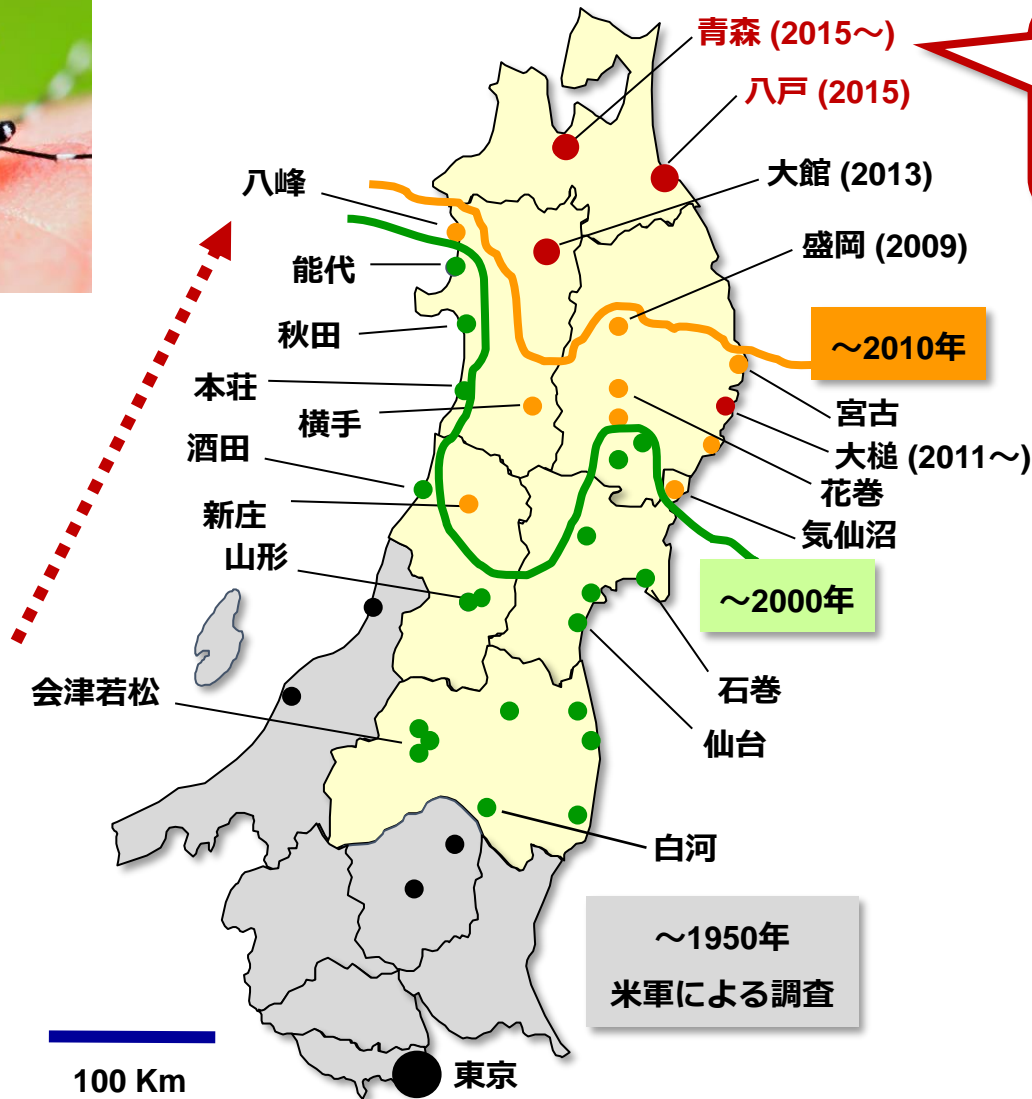 青森 (2015～)
八戸 (2015)
大館 (2013)
八峰
盛岡 (2009)
能代
秋田
～2010年
本荘
宮古
横手
大槌 (2011～)
酒田
花巻
新庄
気仙沼
山形
～2000年
会津若松
石巻
仙台
白河
～1950年
米軍による調査
100 Km
東京